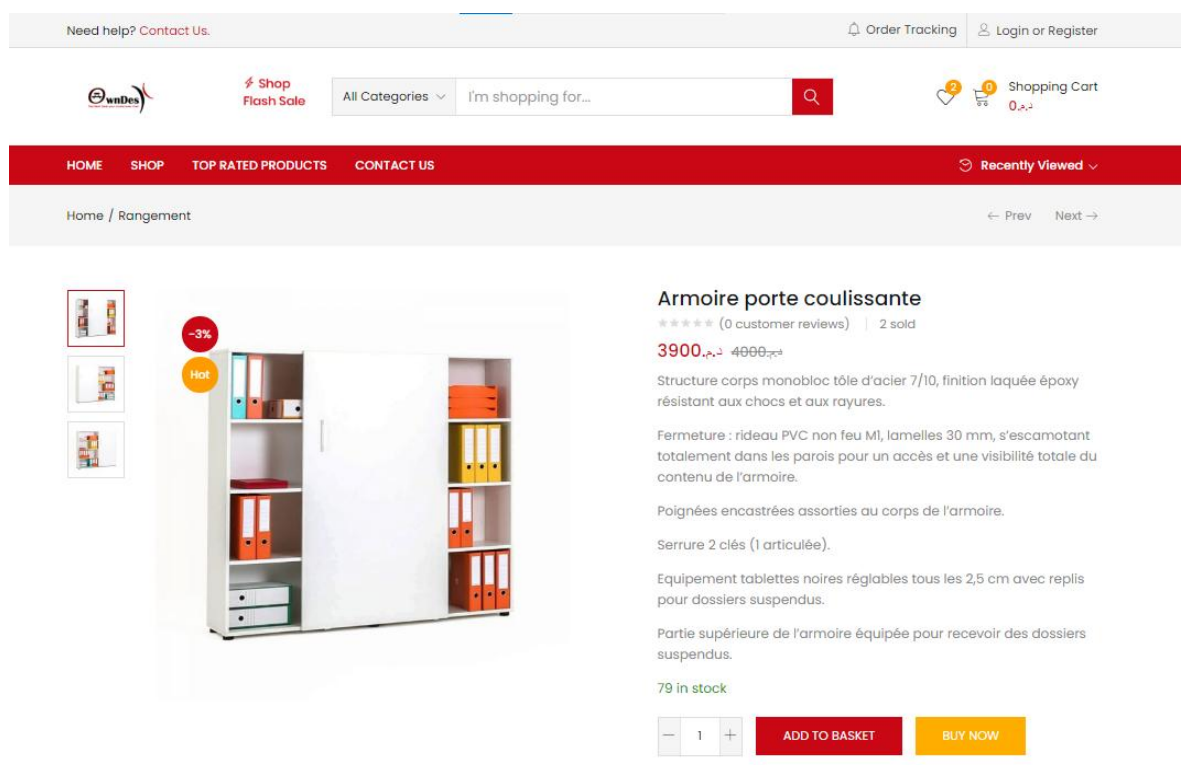 Need help? Contact Us.
Order Tracking
Login or Register
OwnDes
Shop
Flash Sale
All Categories
I'm shopping for...
2
0
Shopping Cart
0د.م.
HOME SHOP TOP RATED PRODUCTS CONTACT US
Recently Viewed
Home / Rangement
← Prev Next →
-3%
Hot
Armoire porte coulissante
(0 customer reviews) 2 sold
3900د.م. 4000د.م.
Structure corps monobloc tôle d'acier 7/10, finition laquée époxy
résistant aux chocs et aux rayures.
Fermeture : rideau PVC non feu M1, lamelles 30 mm, s'escamotant
totalement dans les parois pour un accès et une visibilité totale du
contenu de l'armoire.
Poignées encastrées assorties au corps de l'armoire.
Serrure 2 clés (1 articulée).
Equipement tablettes noires réglables tous les 2,5 cm avec replis
pour dossiers suspendus.
Partie supérieure de l'armoire équipée pour recevoir des dossiers
suspendus.
79 in stock
− 1 + ADD TO BASKET BUY NOW